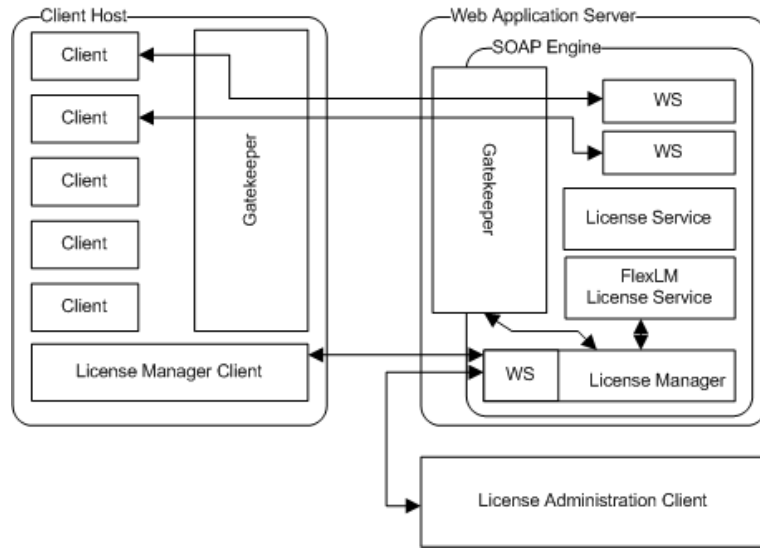 Client Host
Client
Client
Client
Client
Client
Gatekeeper
License Manager Client
Web Application Server
SOAP Engine
Gatekeeper
WS
WS
License Service
FlexLM
License Service
WS
License Manager
License Administration Client